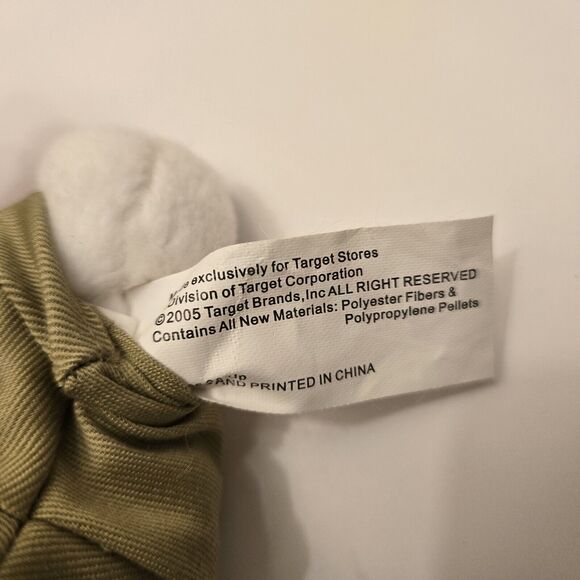 exclusively for Target Stores
Division of Target Corporation
©2005 Target Brands,Inc ALL RIGHT RESERVED
Contains All New Materials: Polyester Fibers &
Polypropylene Pellets
AND PRINTED IN CHINA